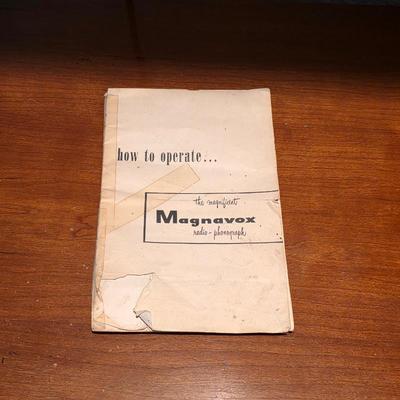 how to operate...
the magnificent
Magnavox
radio-phonograph